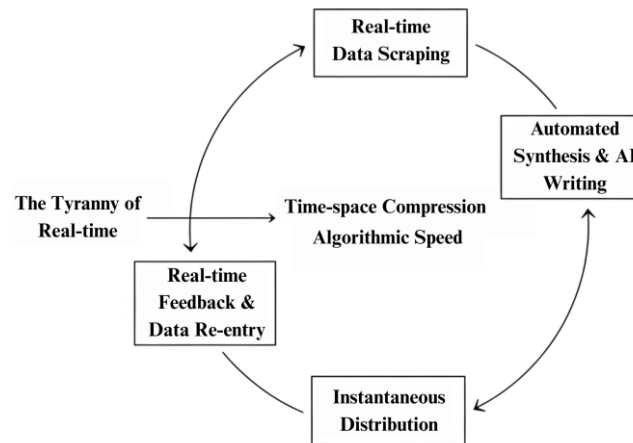 Real-time
Data Scraping
Automated
Synthesis & AI
Writing
The Tyranny of
Real-time
Time-space Compression
Algorithmic Speed
Real-time
Feedback &
Data Re-entry
Instantaneous
Distribution